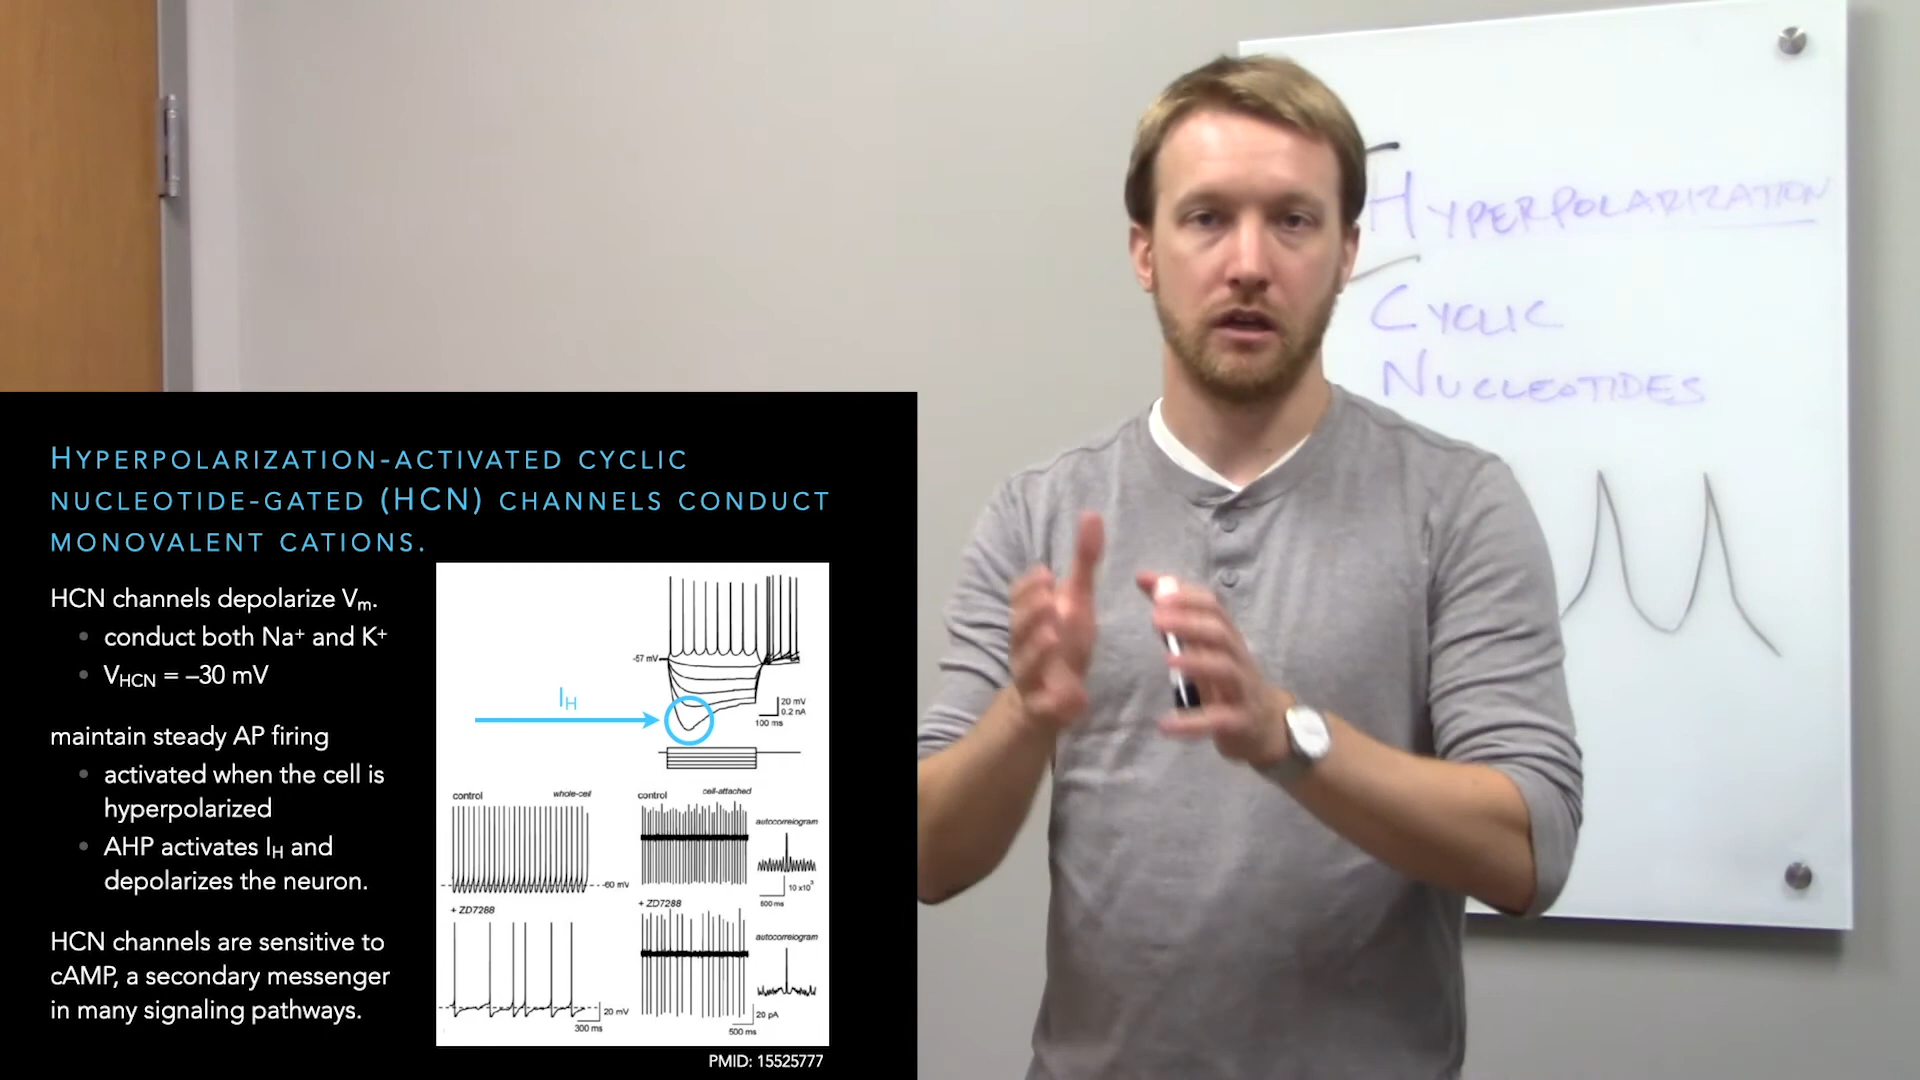 HYPERPOLARIZATION
CYCLIC
NUCLEOTIDES
HYPERPOLARIZATION-ACTIVATED CYCLIC
NUCLEOTIDE-GATED (HCN) CHANNELS CONDUCT
MONOVALENT CATIONS.
HCN channels depolarize Vm.
• conduct both Na+ and K+
• VHCN = –30 mV
maintain steady AP firing
• activated when the cell is
hyperpolarized
• AHP activates IH and
depolarizes the neuron.
HCN channels are sensitive to
cAMP, a secondary messenger
in many signaling pathways.
-57 mV
IH
20 mV
0.2 nA
100 ms
control whole-cell
-60 mV
+ ZD7288
20 mV
300 ms
control cell-attached
autocorrelogram
10 x10³
500 ms
+ ZD7288
autocorrelogram
20 pA
500 ms
PMID: 15525777